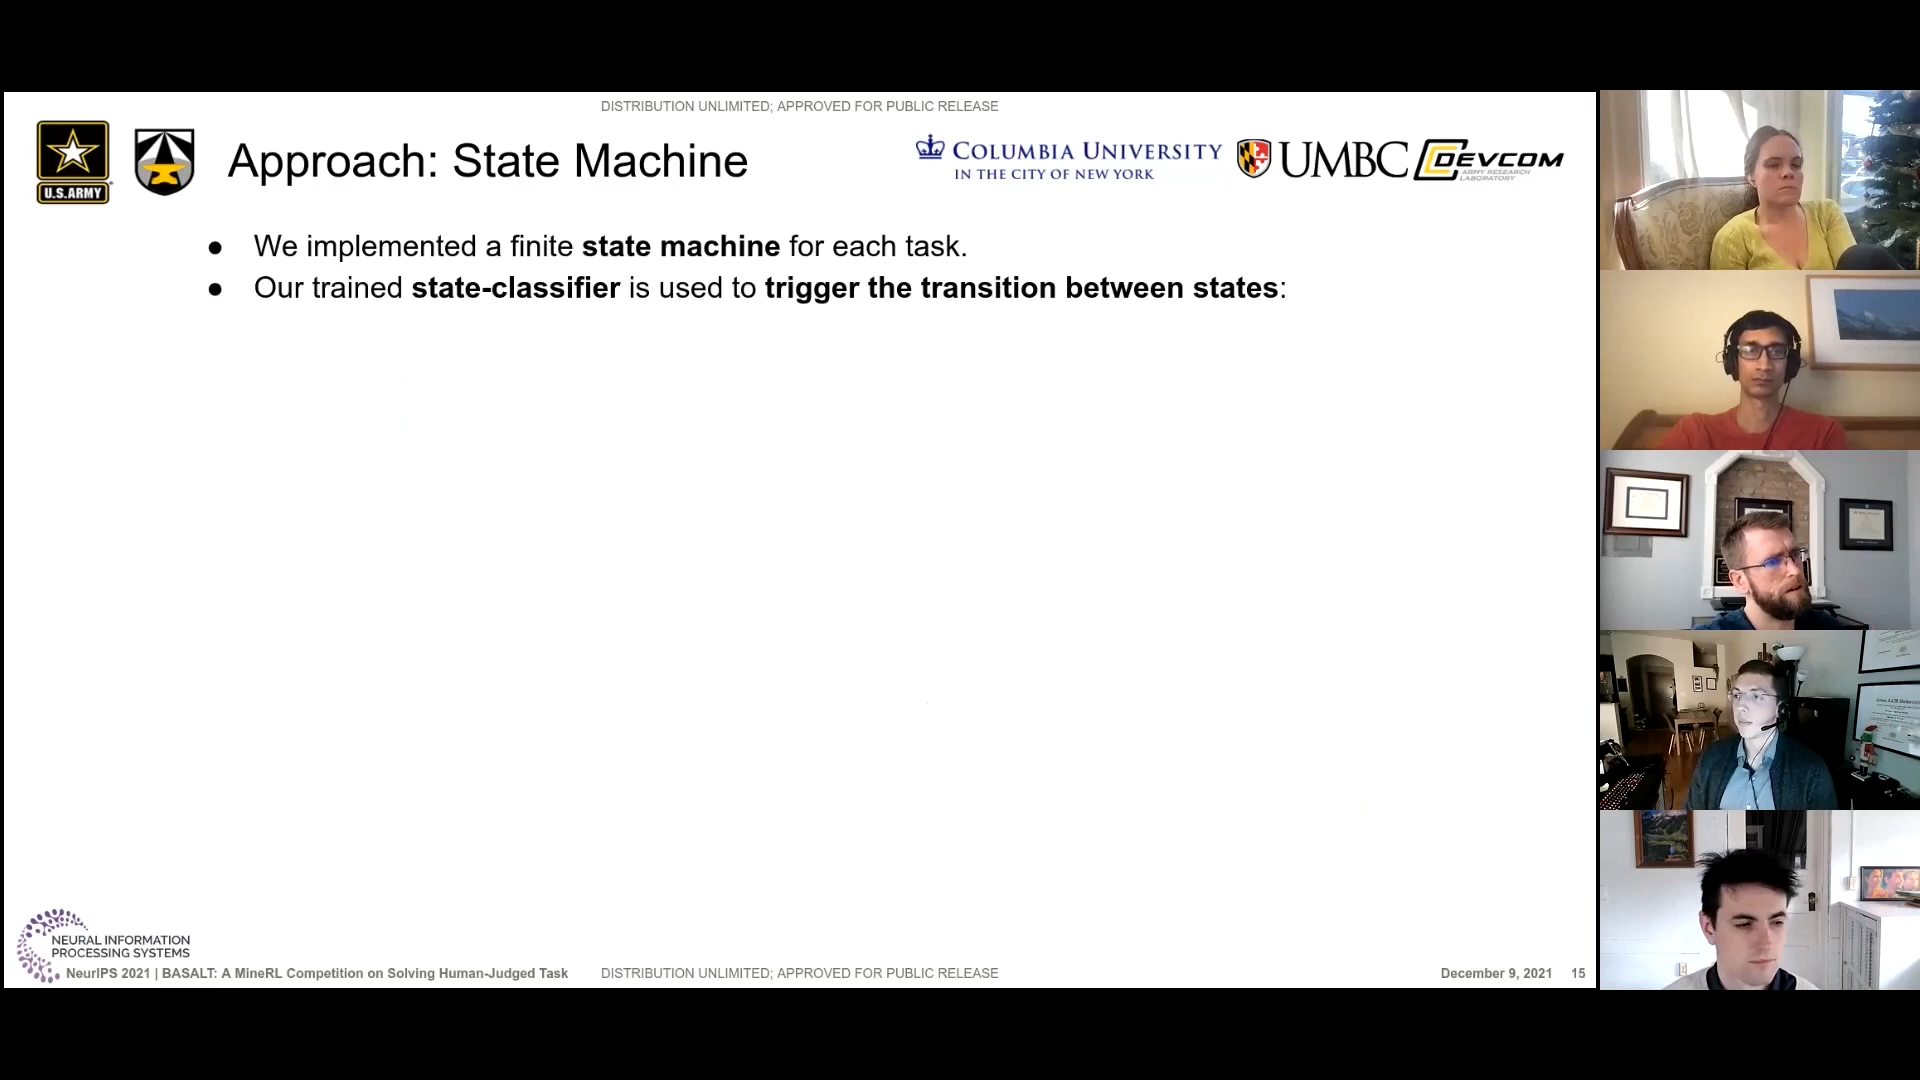 DISTRIBUTION UNLIMITED; APPROVED FOR PUBLIC RELEASE
U.S.ARMY
Approach: State Machine
COLUMBIA UNIVERSITY
IN THE CITY OF NEW YORK
UMBC
DEVCOM
ARMY RESEARCH
LABORATORY
● We implemented a finite state machine for each task.
● Our trained state-classifier is used to trigger the transition between states:
NEURAL INFORMATION
PROCESSING SYSTEMS
NeurIPS 2021 | BASALT: A MineRL Competition on Solving Human-Judged Task
DISTRIBUTION UNLIMITED; APPROVED FOR PUBLIC RELEASE
December 9, 2021 15